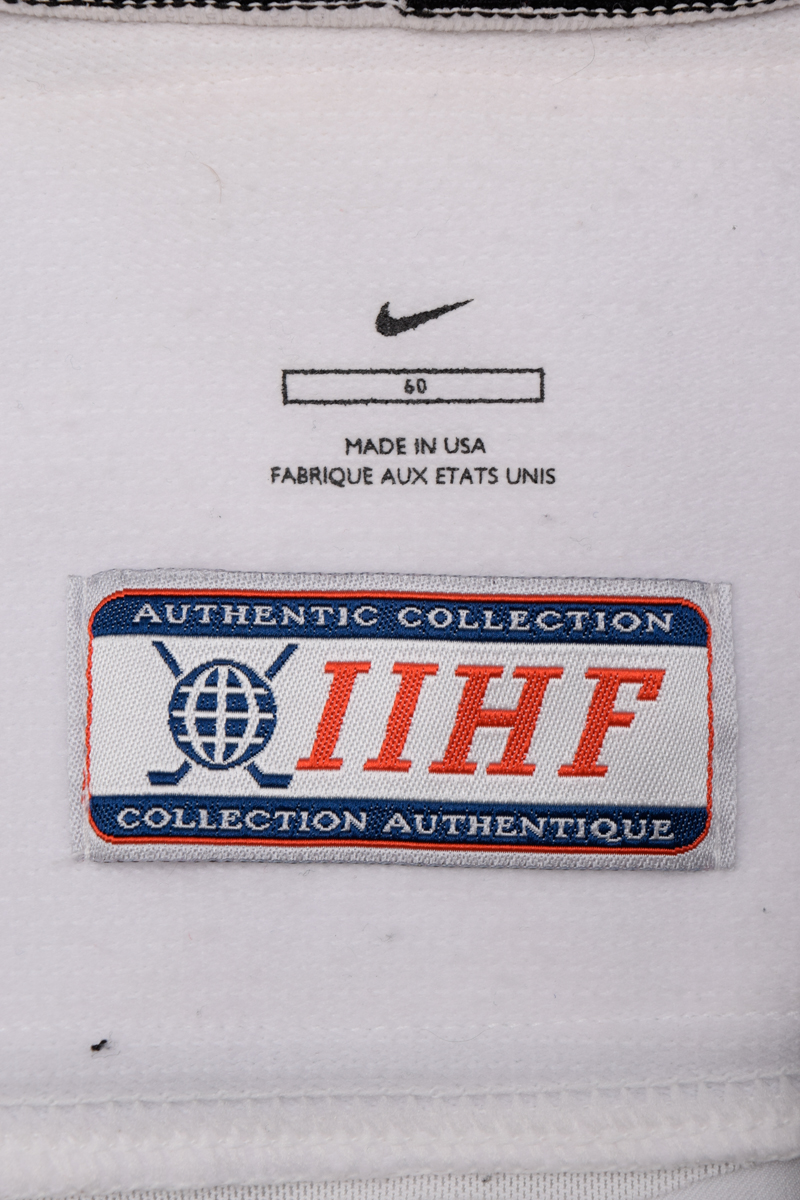 60
MADE IN USA
FABRIQUE AUX ETATS UNIS
AUTHENTIC COLLECTION
IIHF
COLLECTION AUTHENTIQUE